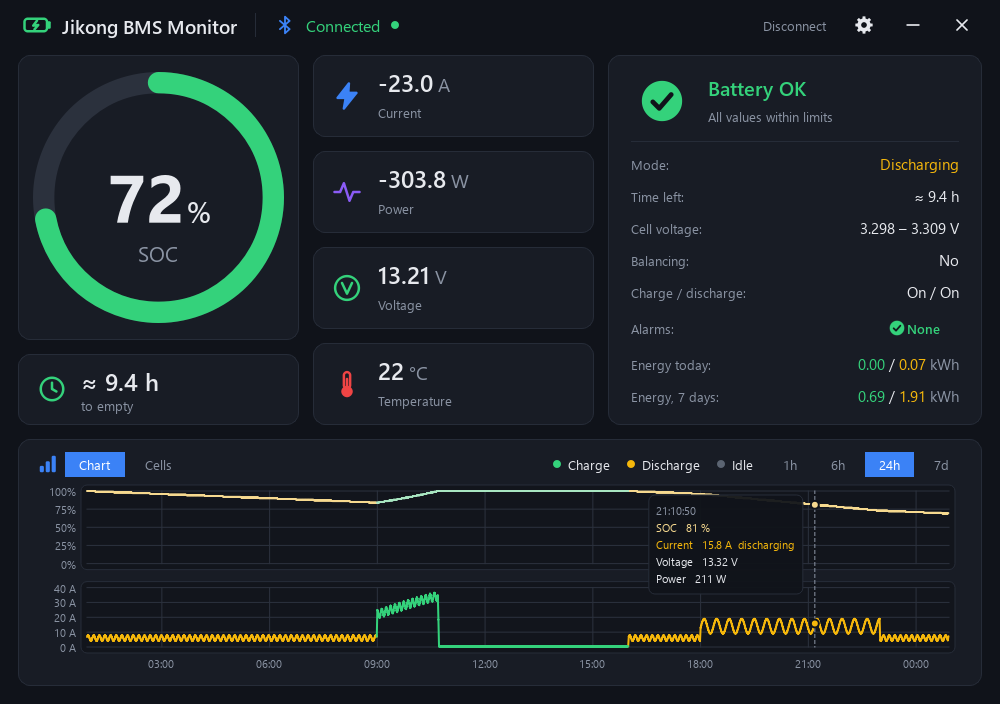 Jikong BMS Monitor
Connected
Disconnect
72%
SOC
≈ 9.4 h
to empty
-23.0 A
Current
-303.8 W
Power
13.21 V
Voltage
22 °C
Temperature
Battery OK
All values within limits
Mode: Discharging
Time left: ≈ 9.4 h
Cell voltage: 3.298 – 3.309 V
Balancing: No
Charge / discharge: On / On
Alarms: None
Energy today: 0.00 / 0.07 kWh
Energy, 7 days: 0.69 / 1.91 kWh
Chart Cells
Charge Discharge Idle 1h 6h 24h 7d
100%
75%
50%
25%
0%
21:10:50
SOC 81 %
Current 15.8 A discharging
Voltage 13.32 V
Power 211 W
40 A
30 A
20 A
10 A
0 A
03:00 06:00 09:00 12:00 15:00 18:00 21:00 00:00